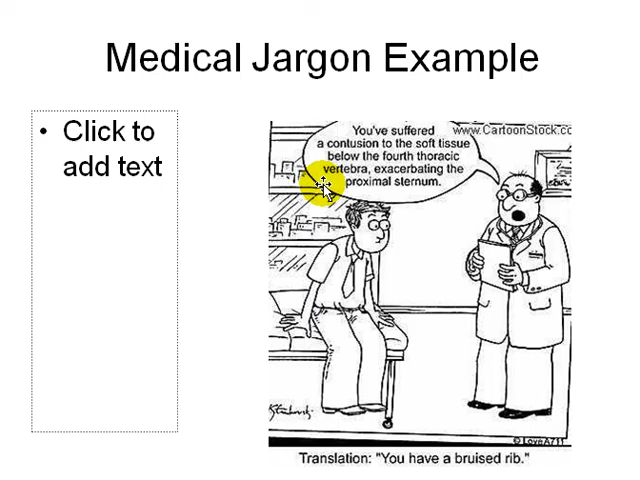 Medical Jargon Example
• Click to
add text
You've suffered
www.CartoonStock.co
a contusion to the soft tissue
below the fourth thoracic
vertebra, exacerbating the
proximal sternum.
Translation: "You have a bruised rib."